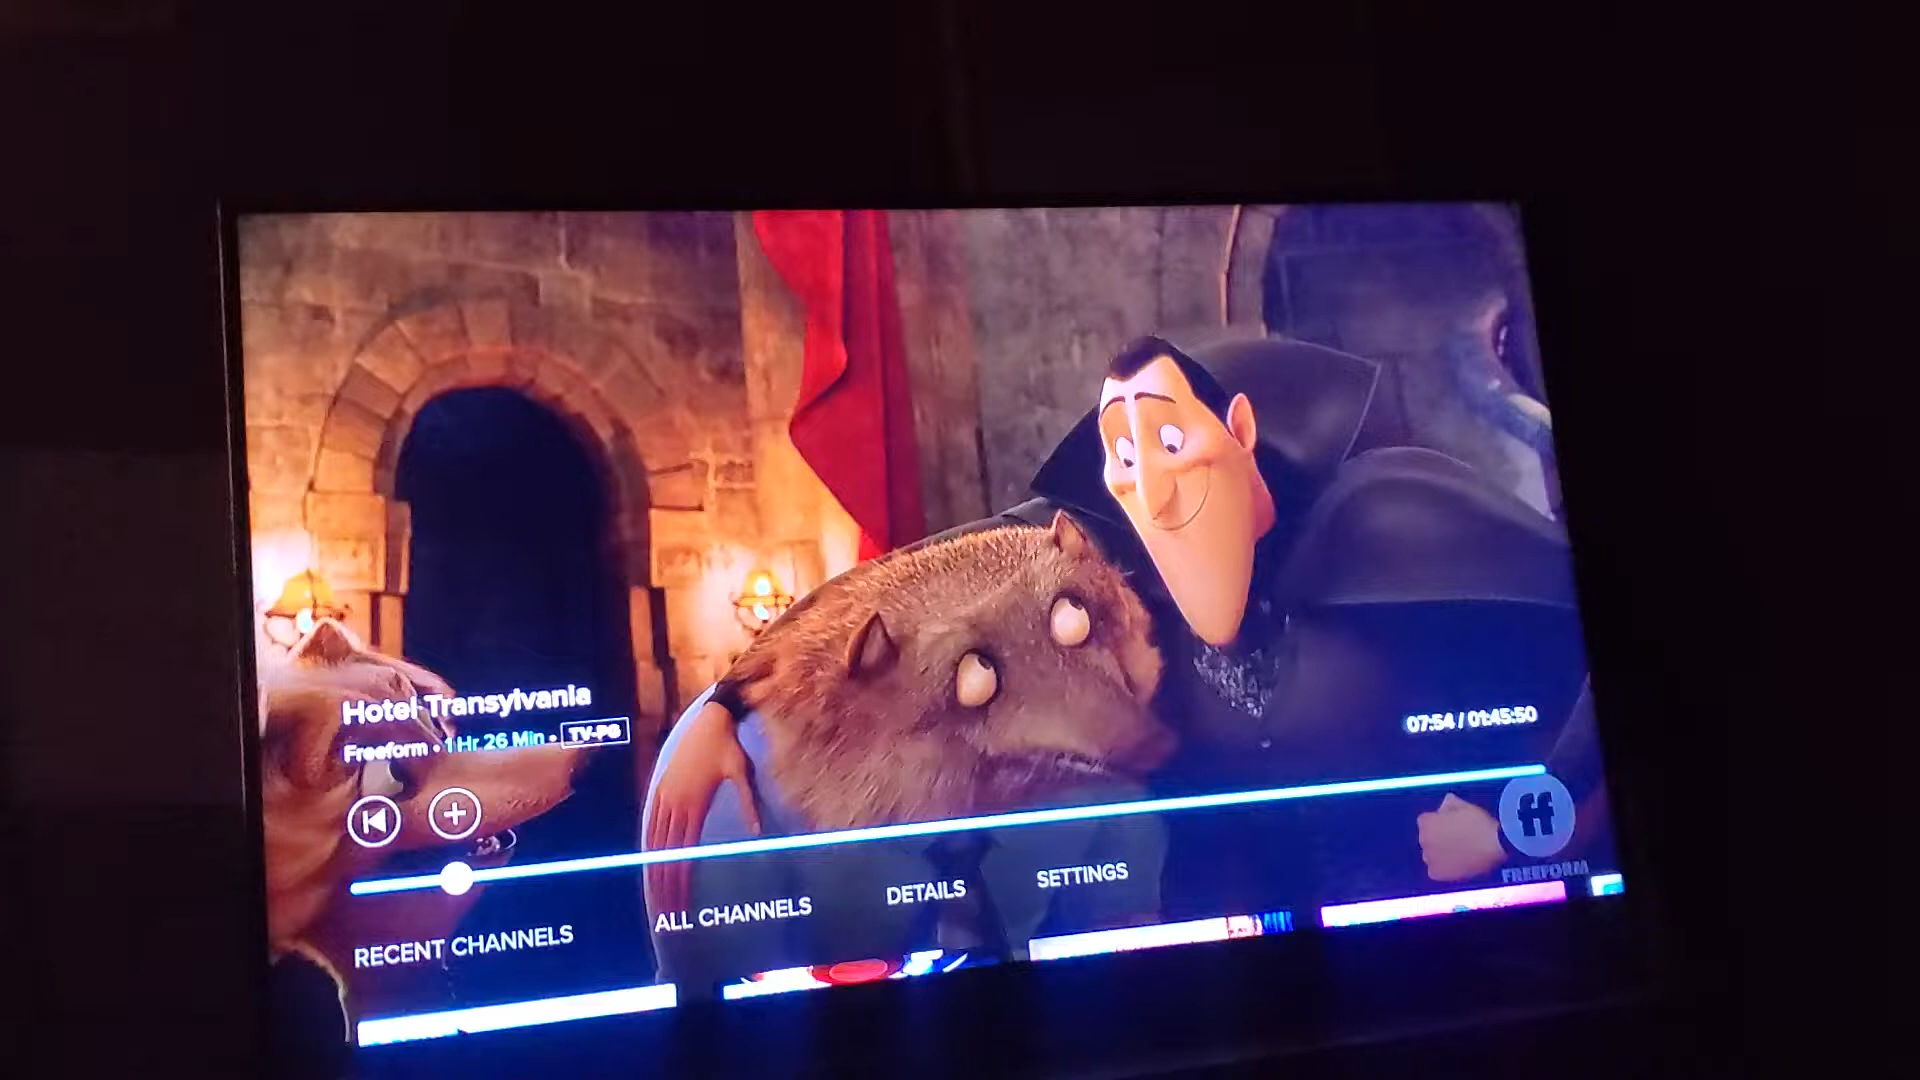 Hotel Transylvania
Freeform • 1 Hr 26 Min • TV-PG
07:54 / 01:45:50
ff
FREEFORM
RECENT CHANNELS
ALL CHANNELS
DETAILS
SETTINGS